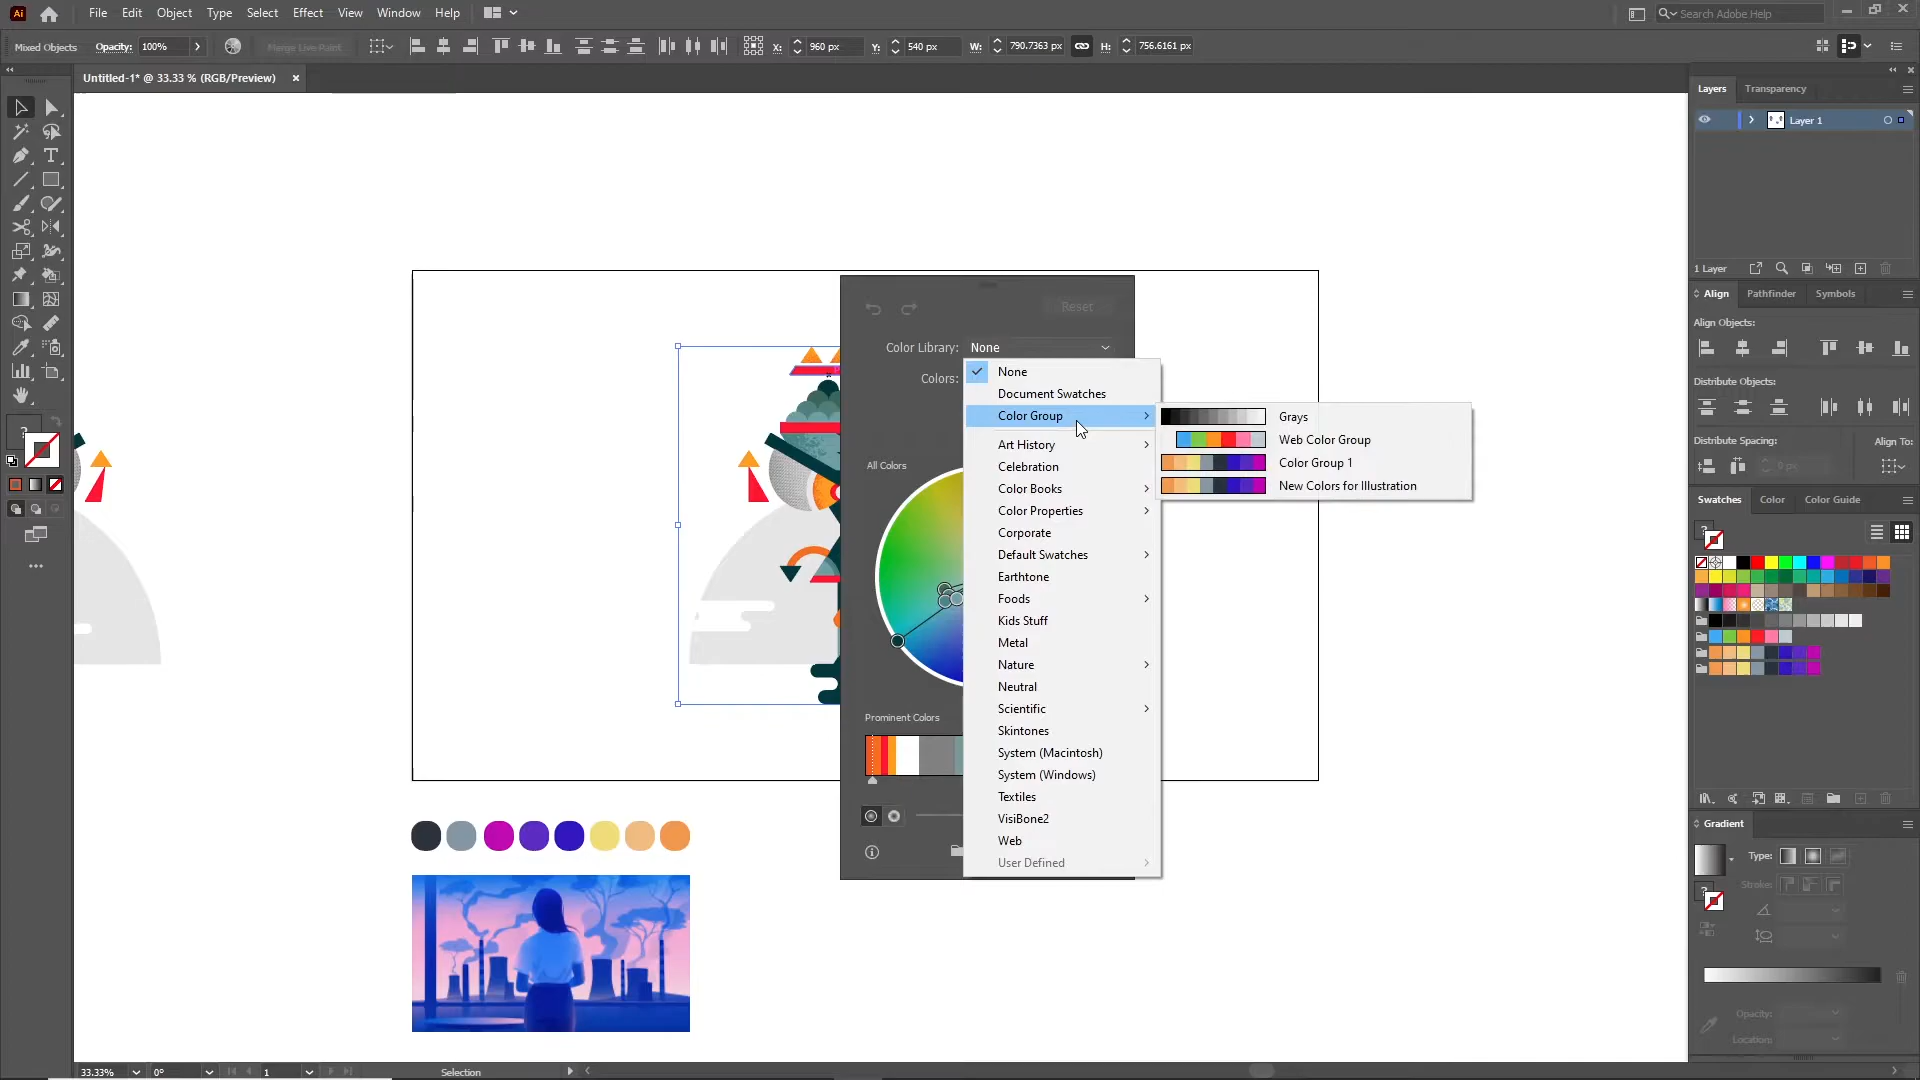 Ai
File Edit Object Type Select Effect View Window Help
Search Adobe Help
Mixed Objects Opacity: 100% Merge Live Paint X: 960 px Y: 540 px W: 790.7363 px H: 756.6161 px
Untitled-1* @ 33.33 % (RGB/Preview)
Layers Transparency
Layer 1
1 Layer
Align Pathfinder Symbols
Align Objects:
Distribute Objects:
Distribute Spacing: Align To:
0 px
Swatches Color Color Guide
Gradient
Type:
Stroke:
Opacity:
Location:
Reset
Color Library: None
Colors:
All Colors
Prominent Colors
None
Document Swatches
Color Group
Art History
Celebration
Color Books
Color Properties
Corporate
Default Swatches
Earthtone
Foods
Kids Stuff
Metal
Nature
Neutral
Scientific
Skintones
System (Macintosh)
System (Windows)
Textiles
VisiBone2
Web
User Defined
Grays
Web Color Group
Color Group 1
New Colors for Illustration
33.33% 0° 1 Selection